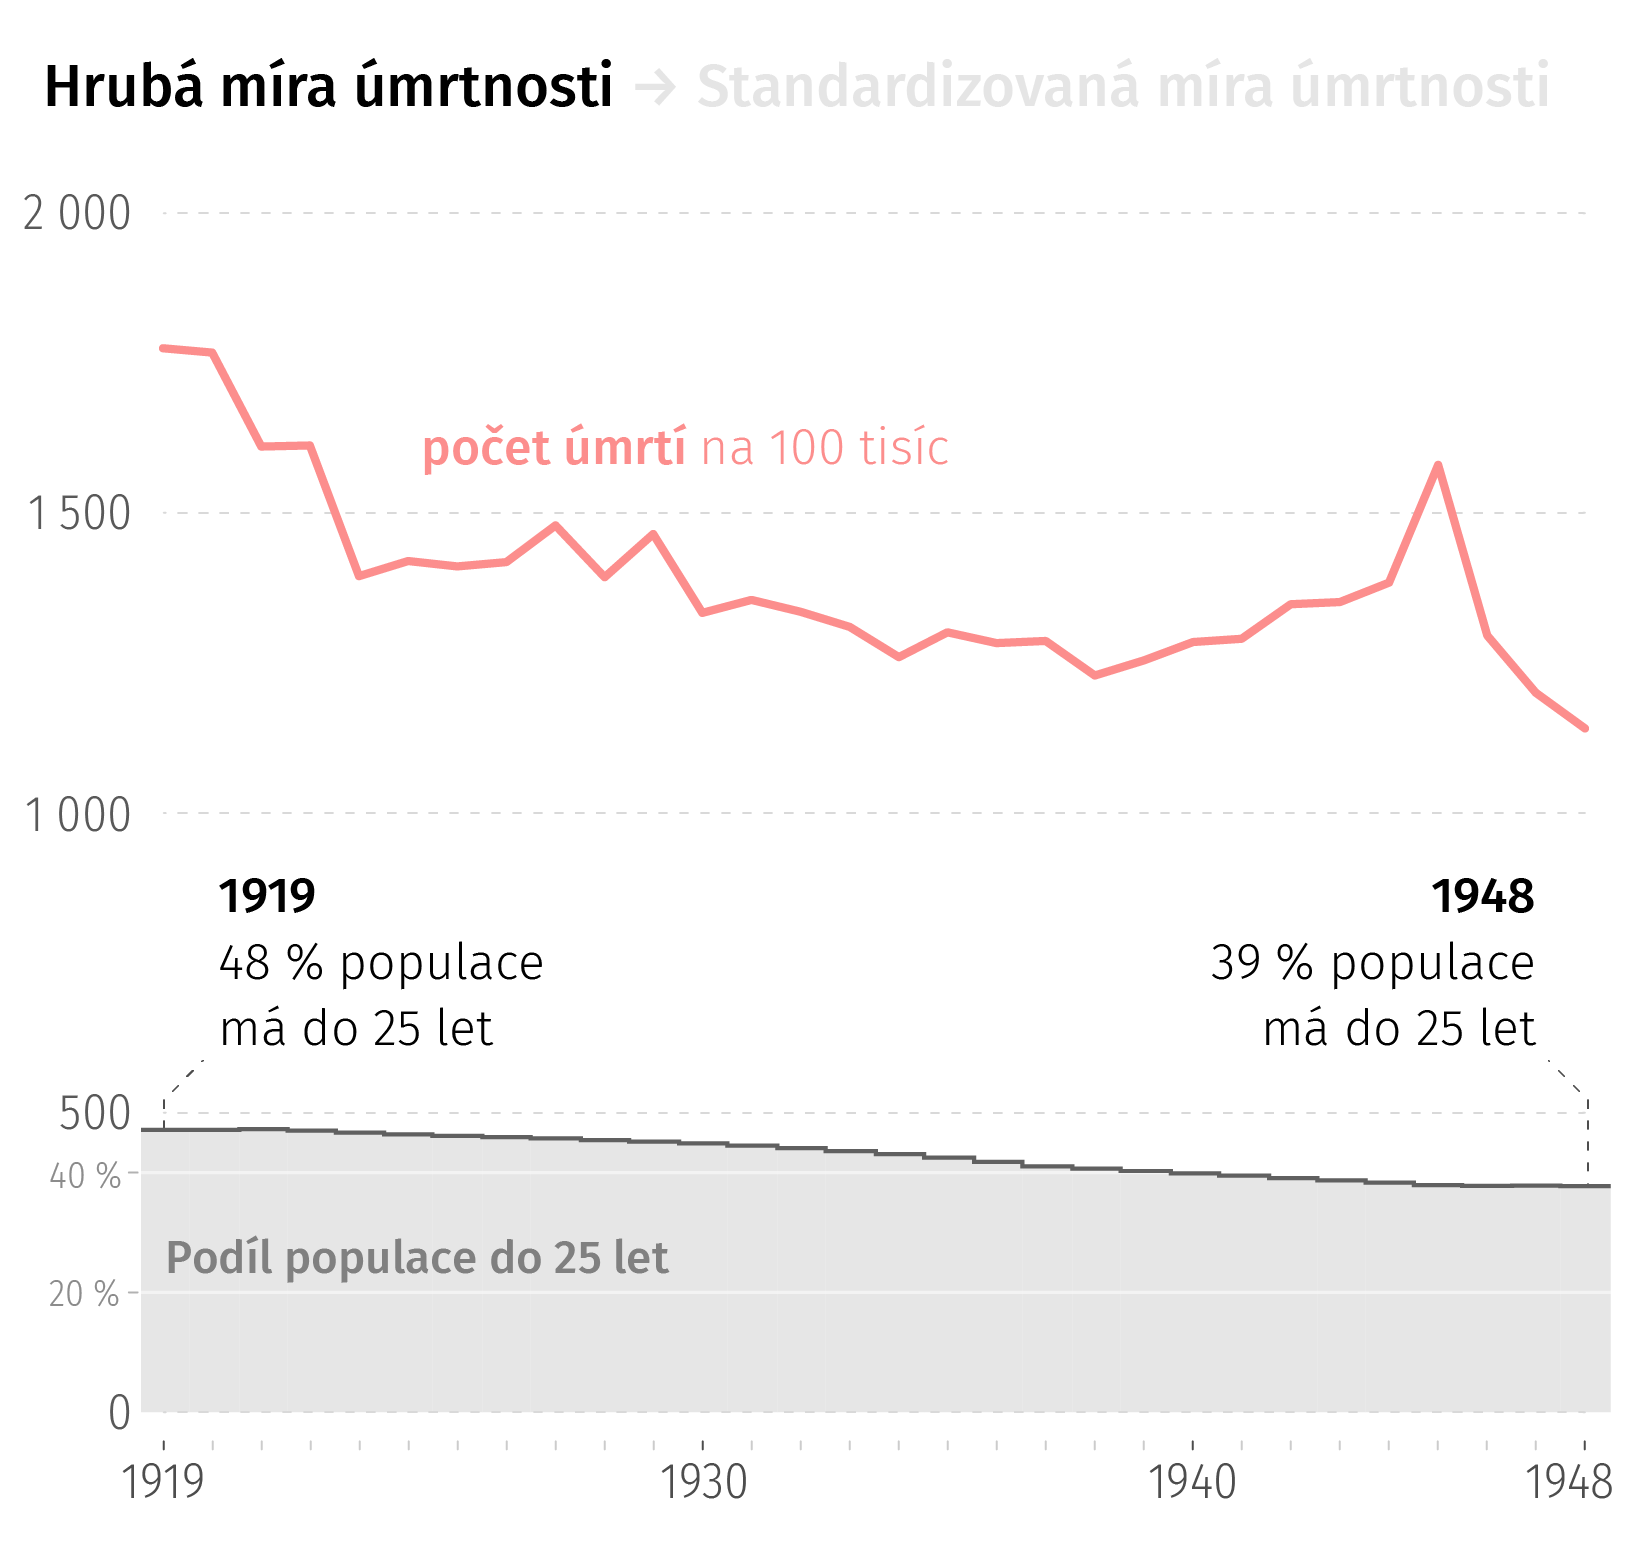 Hrubá míra úmrtnosti → Standardizovaná míra úmrtnosti
2 000
počet úmrtí na 100 tisíc
1 500
1 000
1919
48 % populace
má do 25 let
1948
39 % populace
má do 25 let
500
40 %
Podíl populace do 25 let
20 %
0
1919 1930 1940 1948